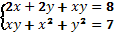 2x + 2y + xy = 8
xy + x² + y² = 7